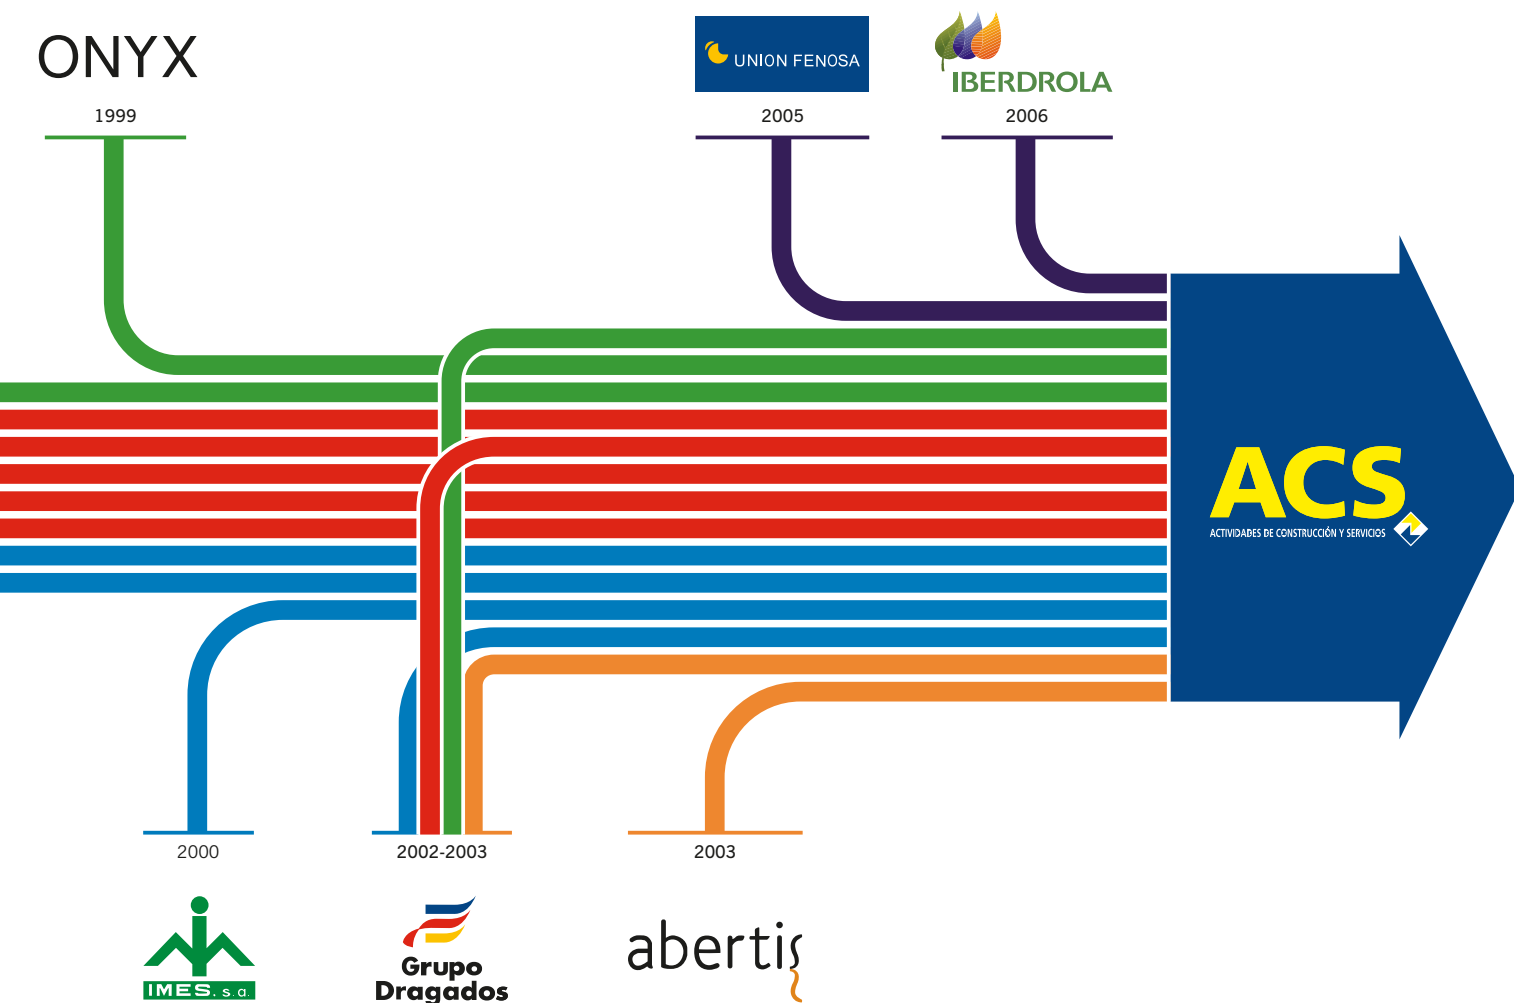 ONYX
1999
UNION FENOSA
2005
IBERDROLA
2006
ACS
ACTIVIDADES DE CONSTRUCCIÓN Y SERVICIOS
2000
IMES. s.a.
2002-2003
Grupo
Dragados
2003
abertis